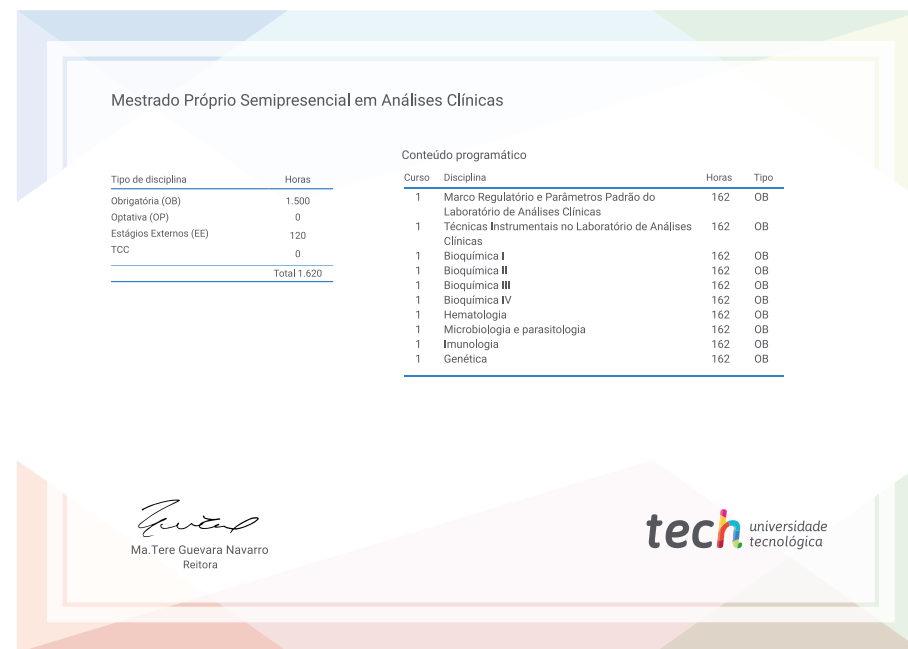 Mestrado Próprio Semipresencial em Análises Clínicas
Tipo de disciplina Horas
Obrigatória (OB) 1.500
Optativa (OP) 0
Estágios Externos (EE) 120
TCC 0
Total 1.620
Conteúdo programático
Curso Disciplina Horas Tipo
1 Marco Regulatório e Parâmetros Padrão do 162 OB
Laboratório de Análises Clínicas
1 Técnicas Instrumentais no Laboratório de Análises 162 OB
Clínicas
1 Bioquímica I 162 OB
1 Bioquímica II 162 OB
1 Bioquímica III 162 OB
1 Bioquímica IV 162 OB
1 Hematologia 162 OB
1 Microbiologia e parasitologia 162 OB
1 Imunologia 162 OB
1 Genética 162 OB
Ma.Tere Guevara Navarro
Reitora
tech universidade
tecnológica